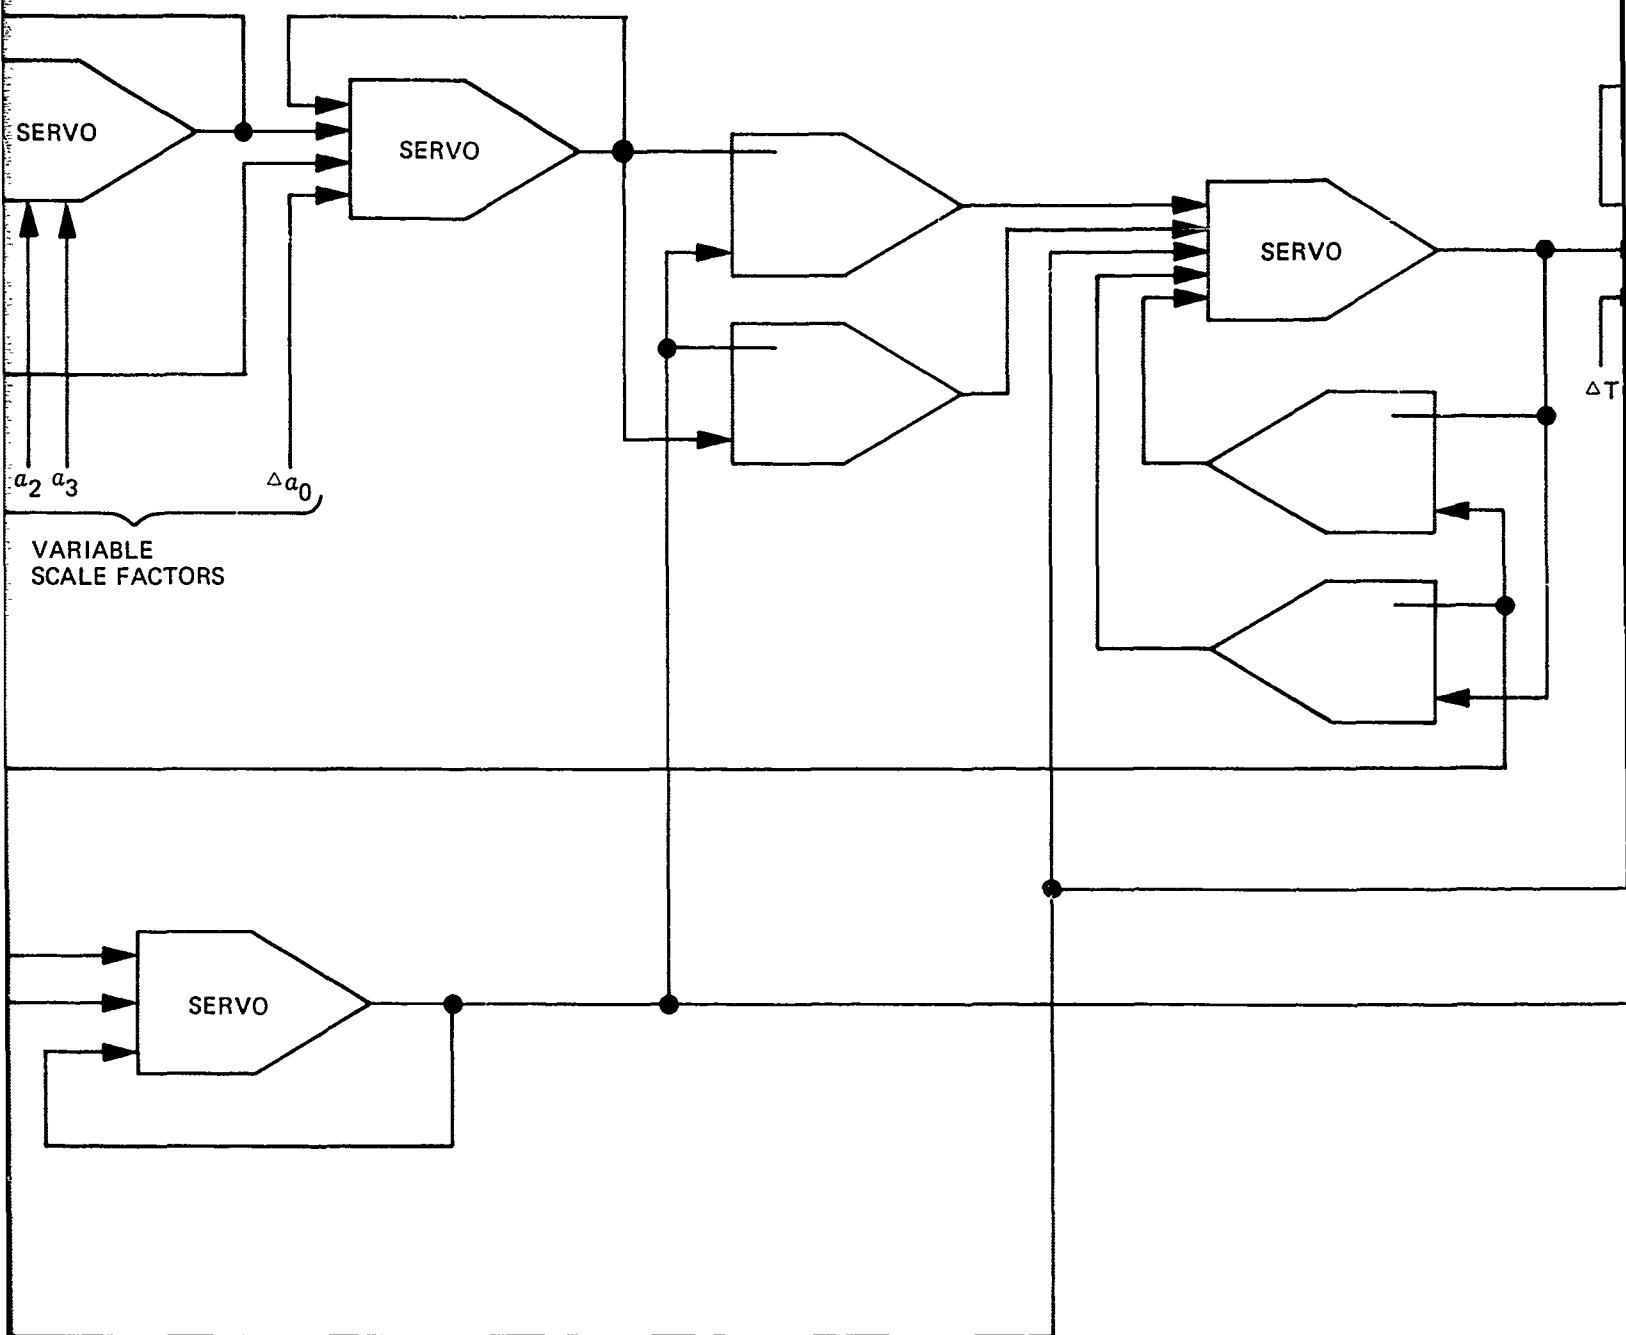 SERVO
SERVO
SERVO
ΔT
a₂ a₃ Δa₀
VARIABLE
SCALE FACTORS
SERVO